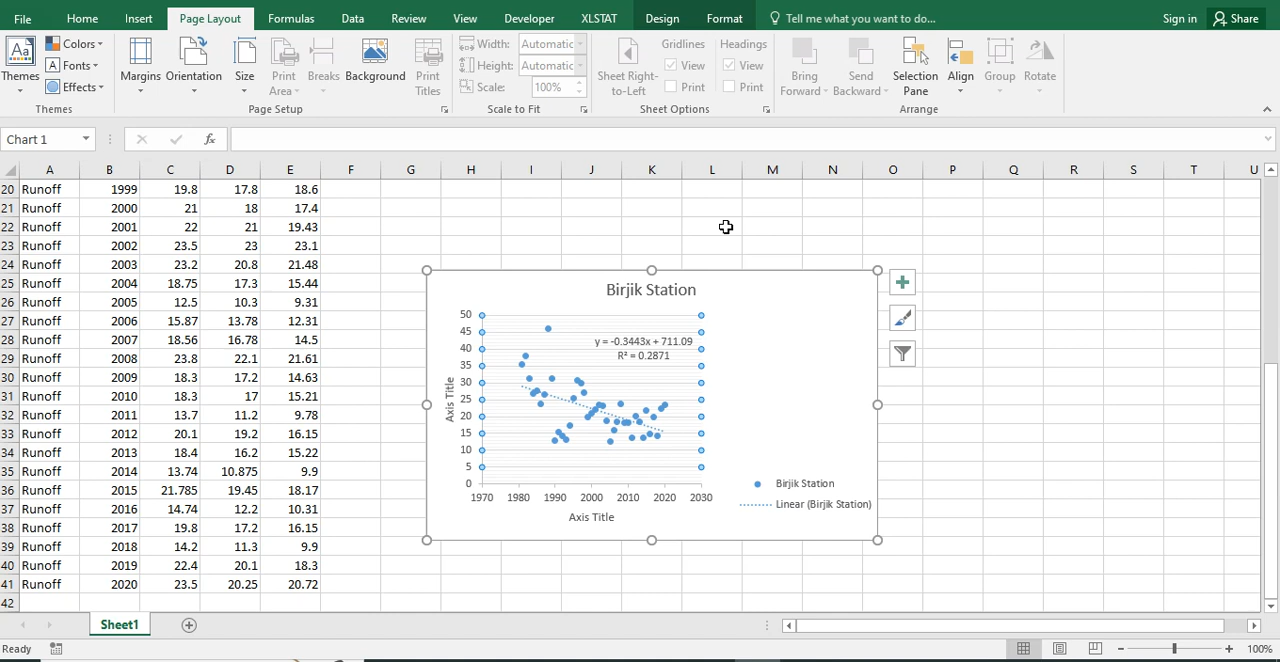 File Home Insert Page Layout Formulas Data Review View Developer XLSTAT Design Format Tell me what you want to do... Sign in Share
Aa Themes
Colors
Fonts
Effects
Themes
Margins Orientation Size Print Area Breaks Background Print Titles
Page Setup
Width: Automatic
Height: Automatic
Scale: 100%
Scale to Fit
Sheet Right-to-Left
Gridlines Headings
View View
Print Print
Sheet Options
Bring Forward Send Backward Selection Pane Align Group Rotate
Arrange
Chart 1 fx
A B C D E F G H I J K L M N O P Q R S T U
20 Runoff 1999 19.8 17.8 18.6
21 Runoff 2000 21 18 17.4
22 Runoff 2001 22 21 19.43
23 Runoff 2002 23.5 23 23.1
24 Runoff 2003 23.2 20.8 21.48
25 Runoff 2004 18.75 17.3 15.44
26 Runoff 2005 12.5 10.3 9.31
27 Runoff 2006 15.87 13.78 12.31
28 Runoff 2007 18.56 16.78 14.5
29 Runoff 2008 23.8 22.1 21.61
30 Runoff 2009 18.3 17.2 14.63
31 Runoff 2010 18.3 17 15.21
32 Runoff 2011 13.7 11.2 9.78
33 Runoff 2012 20.1 19.2 16.15
34 Runoff 2013 18.4 16.2 15.22
35 Runoff 2014 13.74 10.875 9.9
36 Runoff 2015 21.785 19.45 18.17
37 Runoff 2016 14.74 12.2 10.31
38 Runoff 2017 19.8 17.2 16.15
39 Runoff 2018 14.2 11.3 9.9
40 Runoff 2019 22.4 20.1 18.3
41 Runoff 2020 23.5 20.25 20.72
42
Birjik Station
50
45
40
35
30
25
20
15
10
5
0
y = -0.3443x + 711.09
R² = 0.2871
Axis Title
1970 1980 1990 2000 2010 2020 2030
Axis Title
Birjik Station
Linear (Birjik Station)
Sheet1
Ready 100%